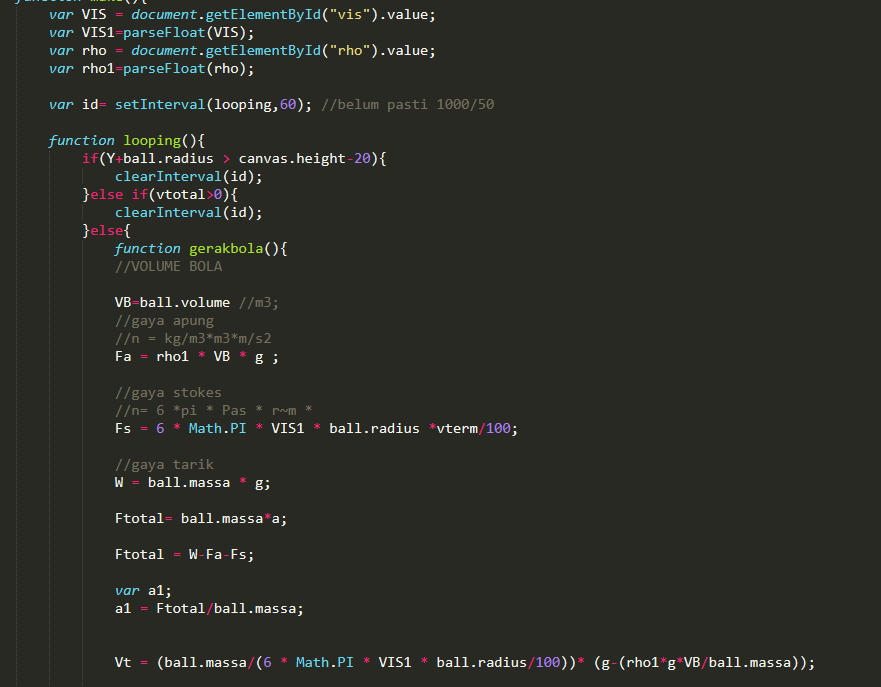 var VIS = document.getElementById("vis").value;
var VIS1=parseFloat(VIS);
var rho = document.getElementById("rho").value;
var rho1=parseFloat(rho);
var id= setInterval(looping,60); //belum pasti 1000/50
function looping(){
if(Y+ball.radius > canvas.height-20){
clearInterval(id);
}else if(vtotal>0){
clearInterval(id);
}else{
function gerakbola(){
//VOLUME BOLA
VB=ball.volume //m3;
//gaya apung
//n = kg/m3*m3*m/s2
Fa = rho1 * VB * g ;
//gaya stokes
//n= 6 *pi * Pas * r~m *
Fs = 6 * Math.PI * VIS1 * ball.radius *vterm/100;
//gaya tarik
W = ball.massa * g;
Ftotal= ball.massa*a;
Ftotal = W-Fa-Fs;
var a1;
a1 = Ftotal/ball.massa;
Vt = (ball.massa/(6 * Math.PI * VIS1 * ball.radius/100))* (g-(rho1*g*VB/ball.massa));